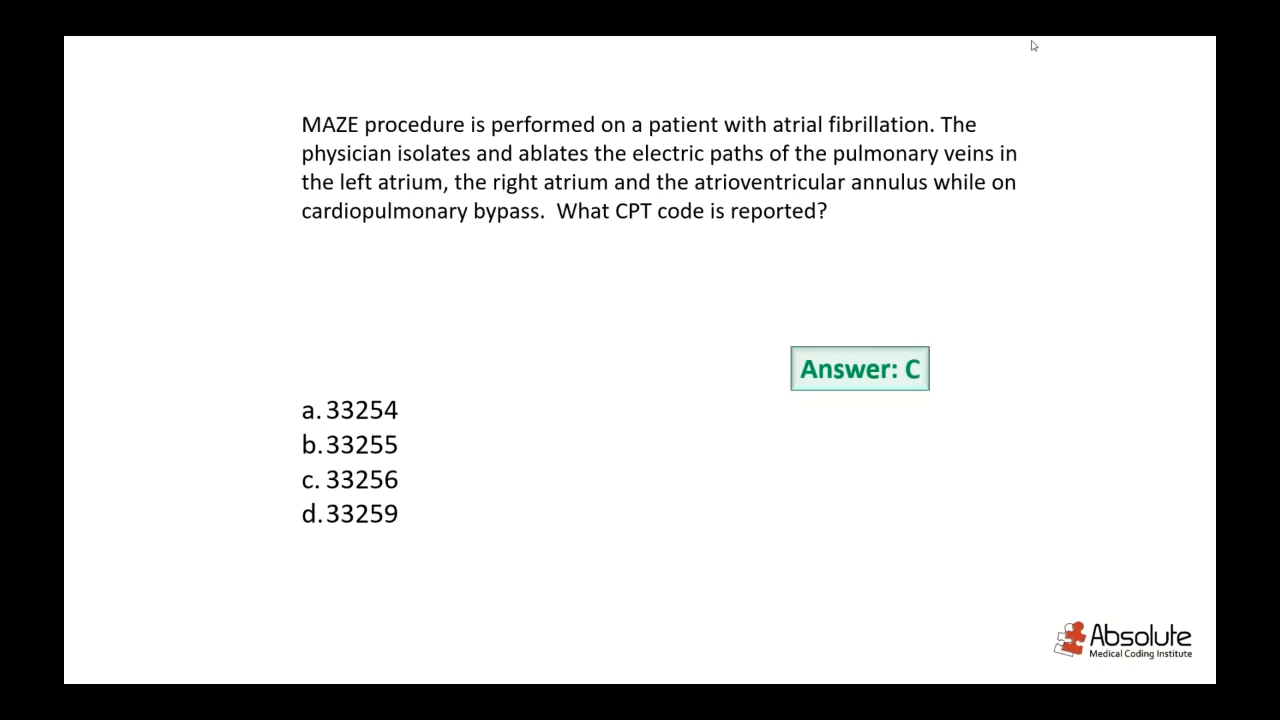 MAZE procedure is performed on a patient with atrial fibrillation. The
physician isolates and ablates the electric paths of the pulmonary veins in
the left atrium, the right atrium and the atrioventricular annulus while on
cardiopulmonary bypass.  What CPT code is reported?
Answer: C
a. 33254
b. 33255
c. 33256
d. 33259
Absolute
Medical Coding Institute